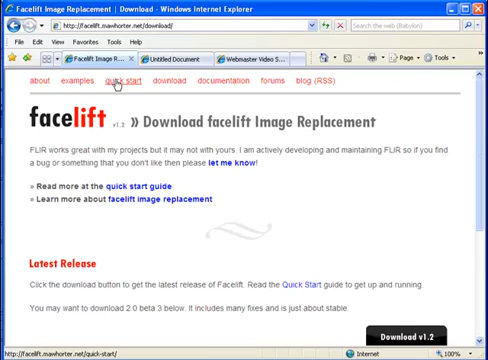 Facelift Image Replacement | Download - Windows Internet Explorer
http://facelift.mawhorter.net/download/
Search the web (Babylon)
File Edit View Favorites Tools Help
Facelift Image R... Untitled Document Webmaster Video S... Page Tools
about examples quick start download documentation forums blog (RSS)
facelift v1.2 » Download facelift Image Replacement
FLIR works great with my projects but it may not with yours. I am actively developing and maintaining FLIR so if you find
a bug or something that you don't like then please let me know!
» Read more at the quick start guide
» Learn more about facelift image replacement
Latest Release
Click the download button to get the latest release of Facelift. Read the Quick Start guide to get up and running.
You may want to download 2.0 beta 3 below. It includes many fixes and is just about stable.
Download v1.2
http://facelift.mawhorter.net/quick-start/ Internet 100%